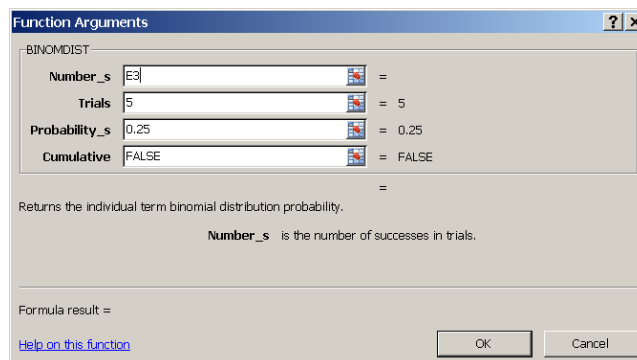 Function Arguments ? ×
BINOMDIST
Number_s E3 =
Trials 5 = 5
Probability_s 0.25 = 0.25
Cumulative FALSE = FALSE
=
Returns the individual term binomial distribution probability.
Number_s is the number of successes in trials.
Formula result =
Help on this function OK Cancel